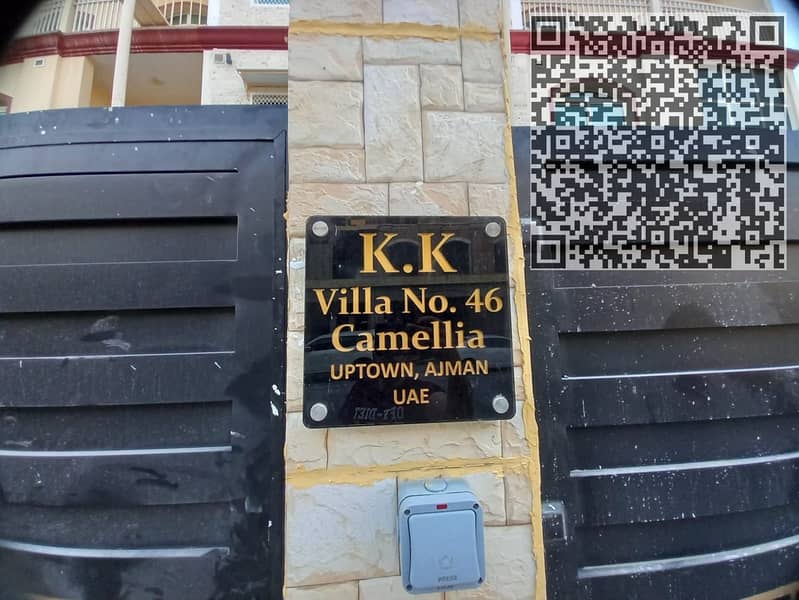 K.K
Villa No. 46
Camellia
UPTOWN, AJMAN
UAE
PRESS